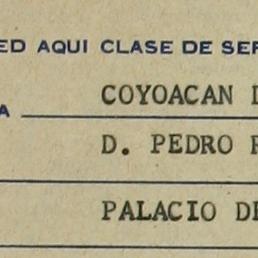 ED AQUI CLASE DE SER
COYOACAN D
A
D. PEDRO R
PALACIO DE